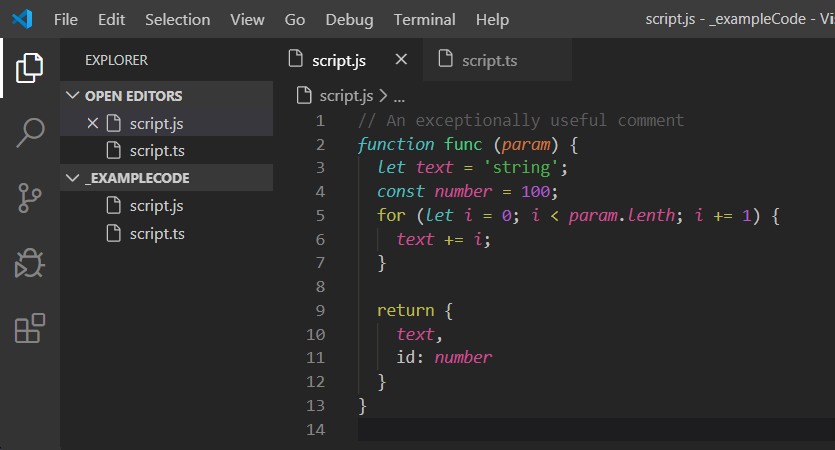 File Edit Selection View Go Debug Terminal Help script.js - _exampleCode - Vis
EXPLORER
OPEN EDITORS
script.js
script.ts
_EXAMPLECODE
script.js
script.ts
script.js script.ts
script.js > ...
1 // An exceptionally useful comment
2 function func (param) {
3   let text = 'string';
4   const number = 100;
5   for (let i = 0; i < param.lenth; i += 1) {
6     text += i;
7   }
8
9   return {
10     text,
11     id: number
12   }
13 }
14